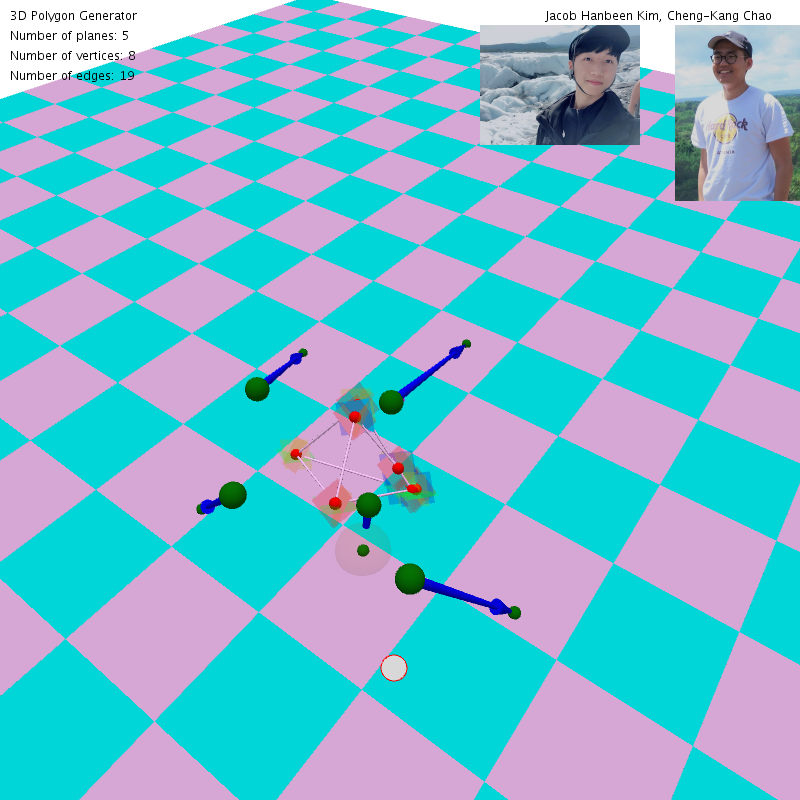 3D Polygon Generator
Jacob Hanbeen Kim, Cheng-Kang Chao
Number of planes: 5
Number of vertices: 8
Number of edges: 19